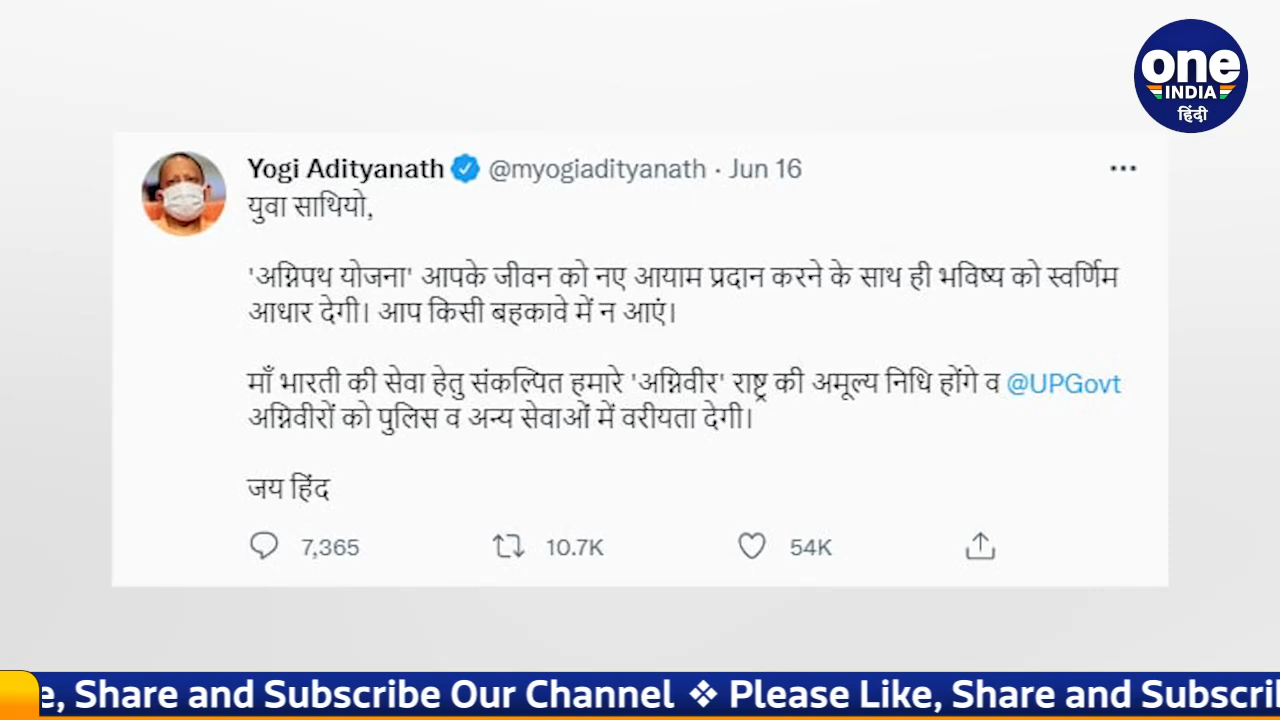 one
INDIA
हिंदी
Yogi Adityanath @myogiadityanath · Jun 16
युवा साथियो,
'अग्निपथ योजना' आपके जीवन को नए आयाम प्रदान करने के साथ ही भविष्य को स्वर्णिम
आधार देगी। आप किसी बहकावे में न आएं।
माँ भारती की सेवा हेतु संकल्पित हमारे 'अग्निवीर' राष्ट्र की अमूल्य निधि होंगे व @UPGovt
अग्निवीरों को पुलिस व अन्य सेवाओं में वरीयता देगी।
जय हिंद
7,365 10.7K 54K
e, Share and Subscribe Our Channel ❖ Please Like, Share and Subscri